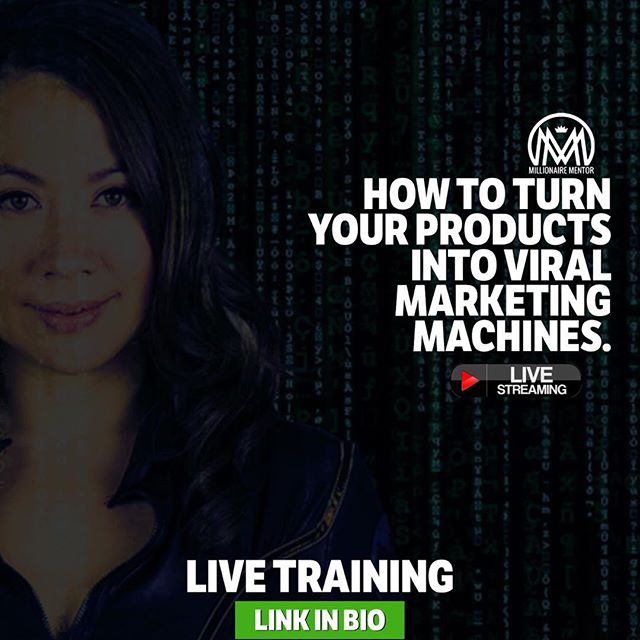 MILLIONAIRE MENTOR
HOW TO TURN
YOUR PRODUCTS
INTO VIRAL
MARKETING
MACHINES.
LIVE
STREAMING
LIVE TRAINING
LINK IN BIO